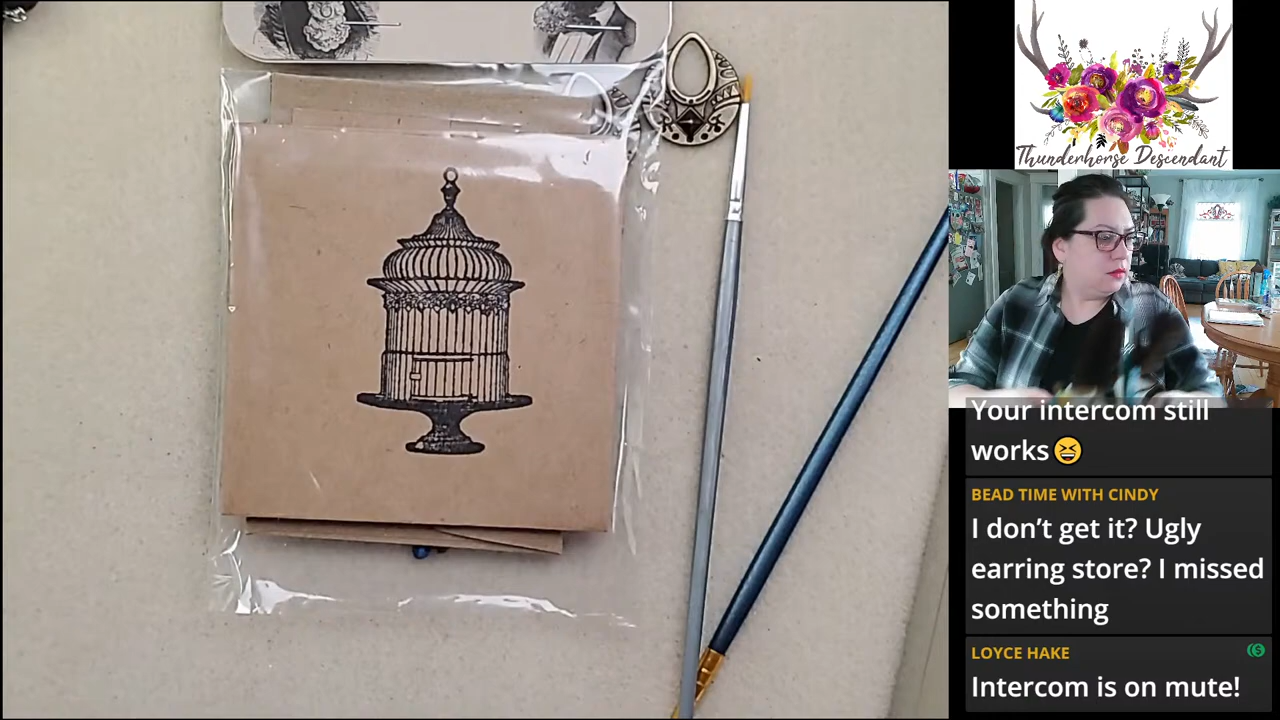 Thunderhorse Descendant
Your intercom still
works
BEAD TIME WITH CINDY
I don’t get it? Ugly
earring store? I missed
something
LOYCE HAKE
Intercom is on mute!